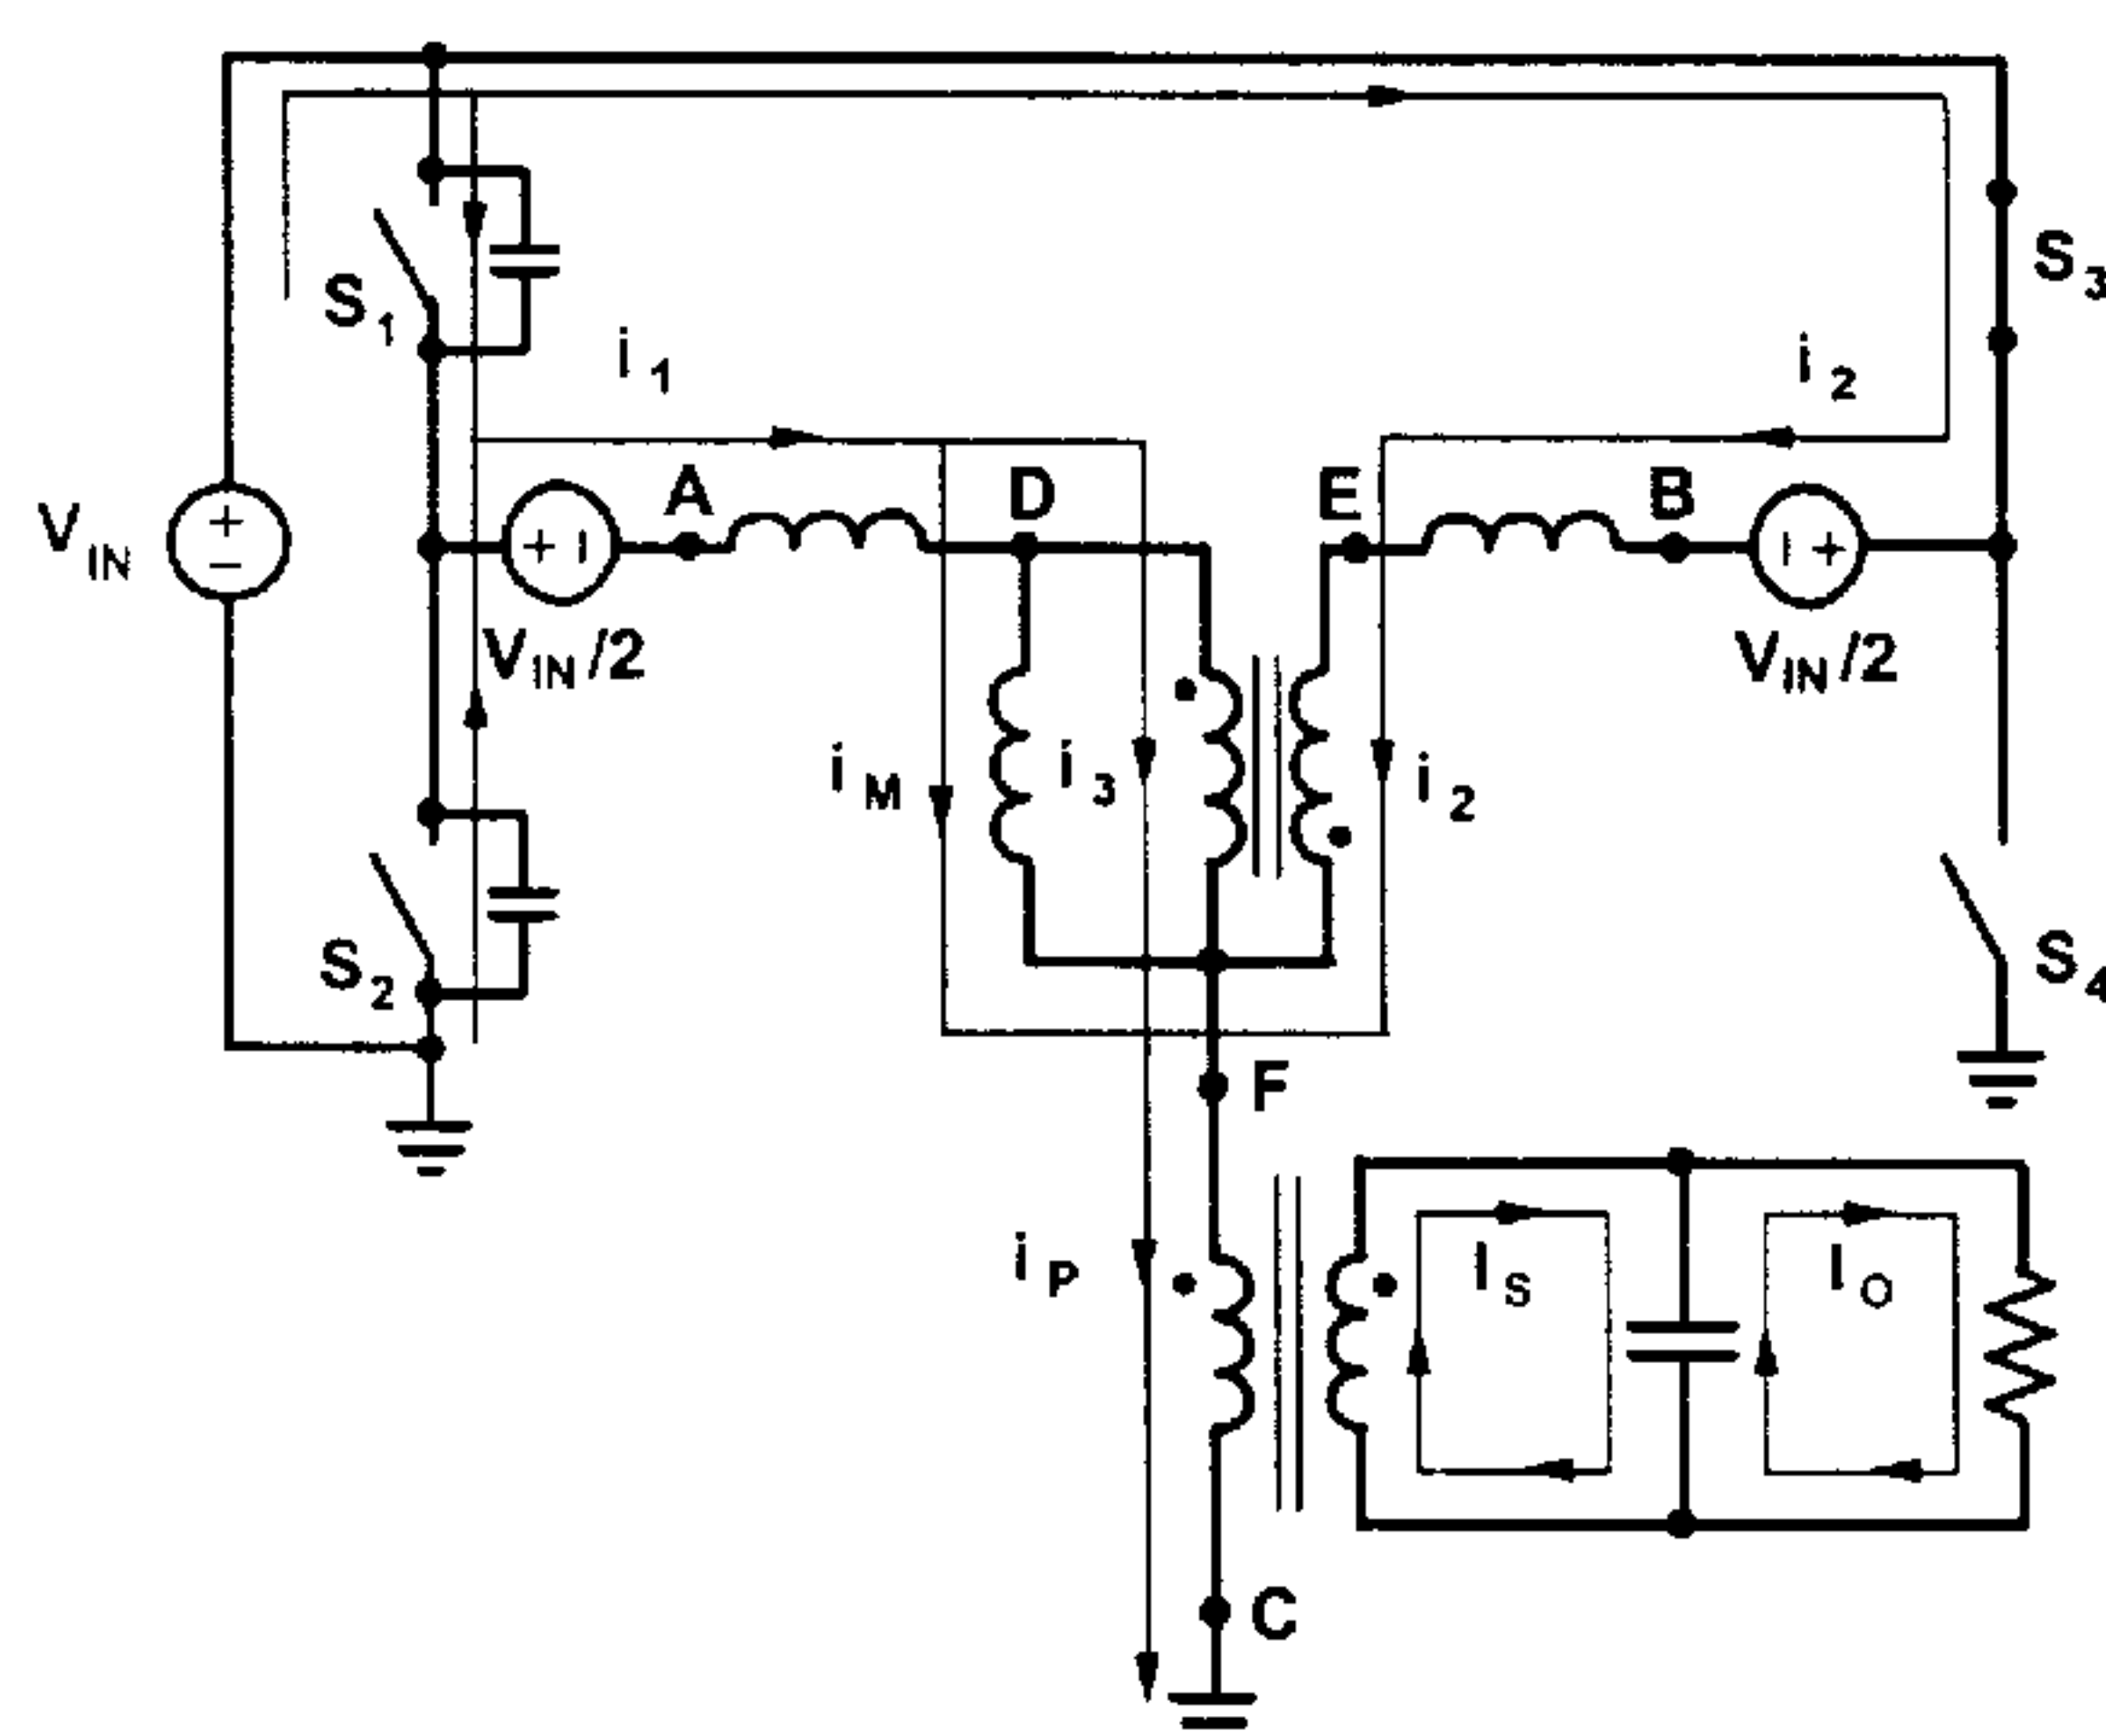 S1
S3
i1
i2
VIN
+
−
A
D
E
B
+ −
− +
VIN/2
VIN/2
iM
i3
i2
S2
S4
F
iP
IS
IO
C